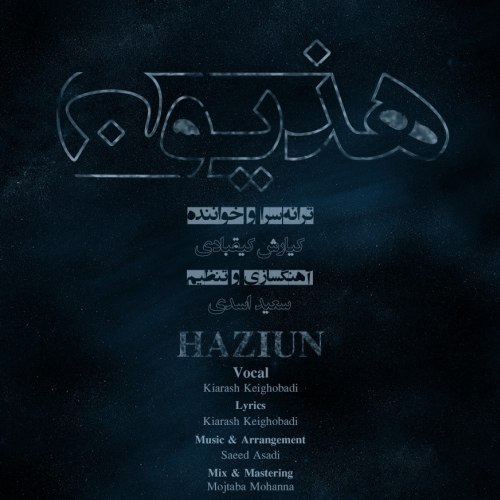 هذیون
ترانه‌سرا و خواننده
کیارش کیقبادی
آهنگسازی و تنظیم
سعید اسدی
HAZIUN
Vocal
Kiarash Keighobadi
Lyrics
Kiarash Keighobadi
Music & Arrangement
Saeed Asadi
Mix & Mastering
Mojtaba Mohanna